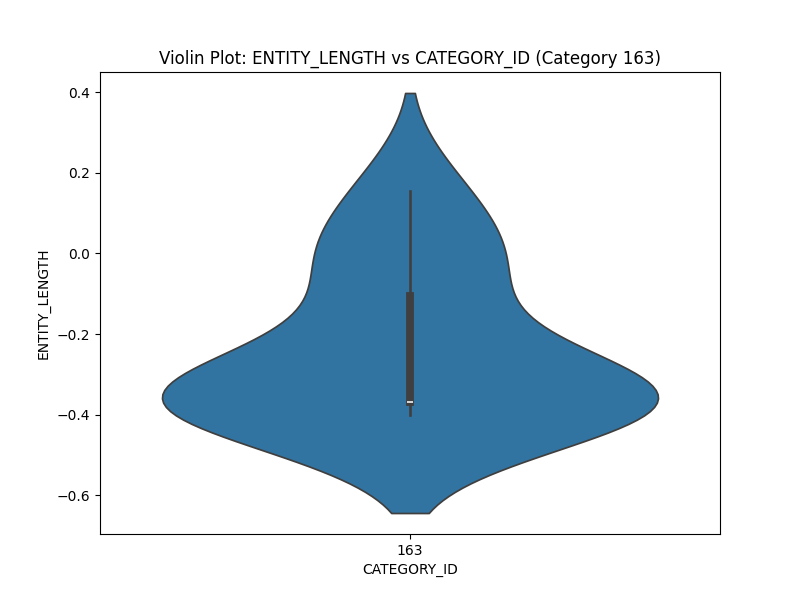 Violin Plot: ENTITY_LENGTH vs CATEGORY_ID (Category 163)
0.4
0.2
0.0
−0.2
−0.4
−0.6
ENTITY_LENGTH
163
CATEGORY_ID